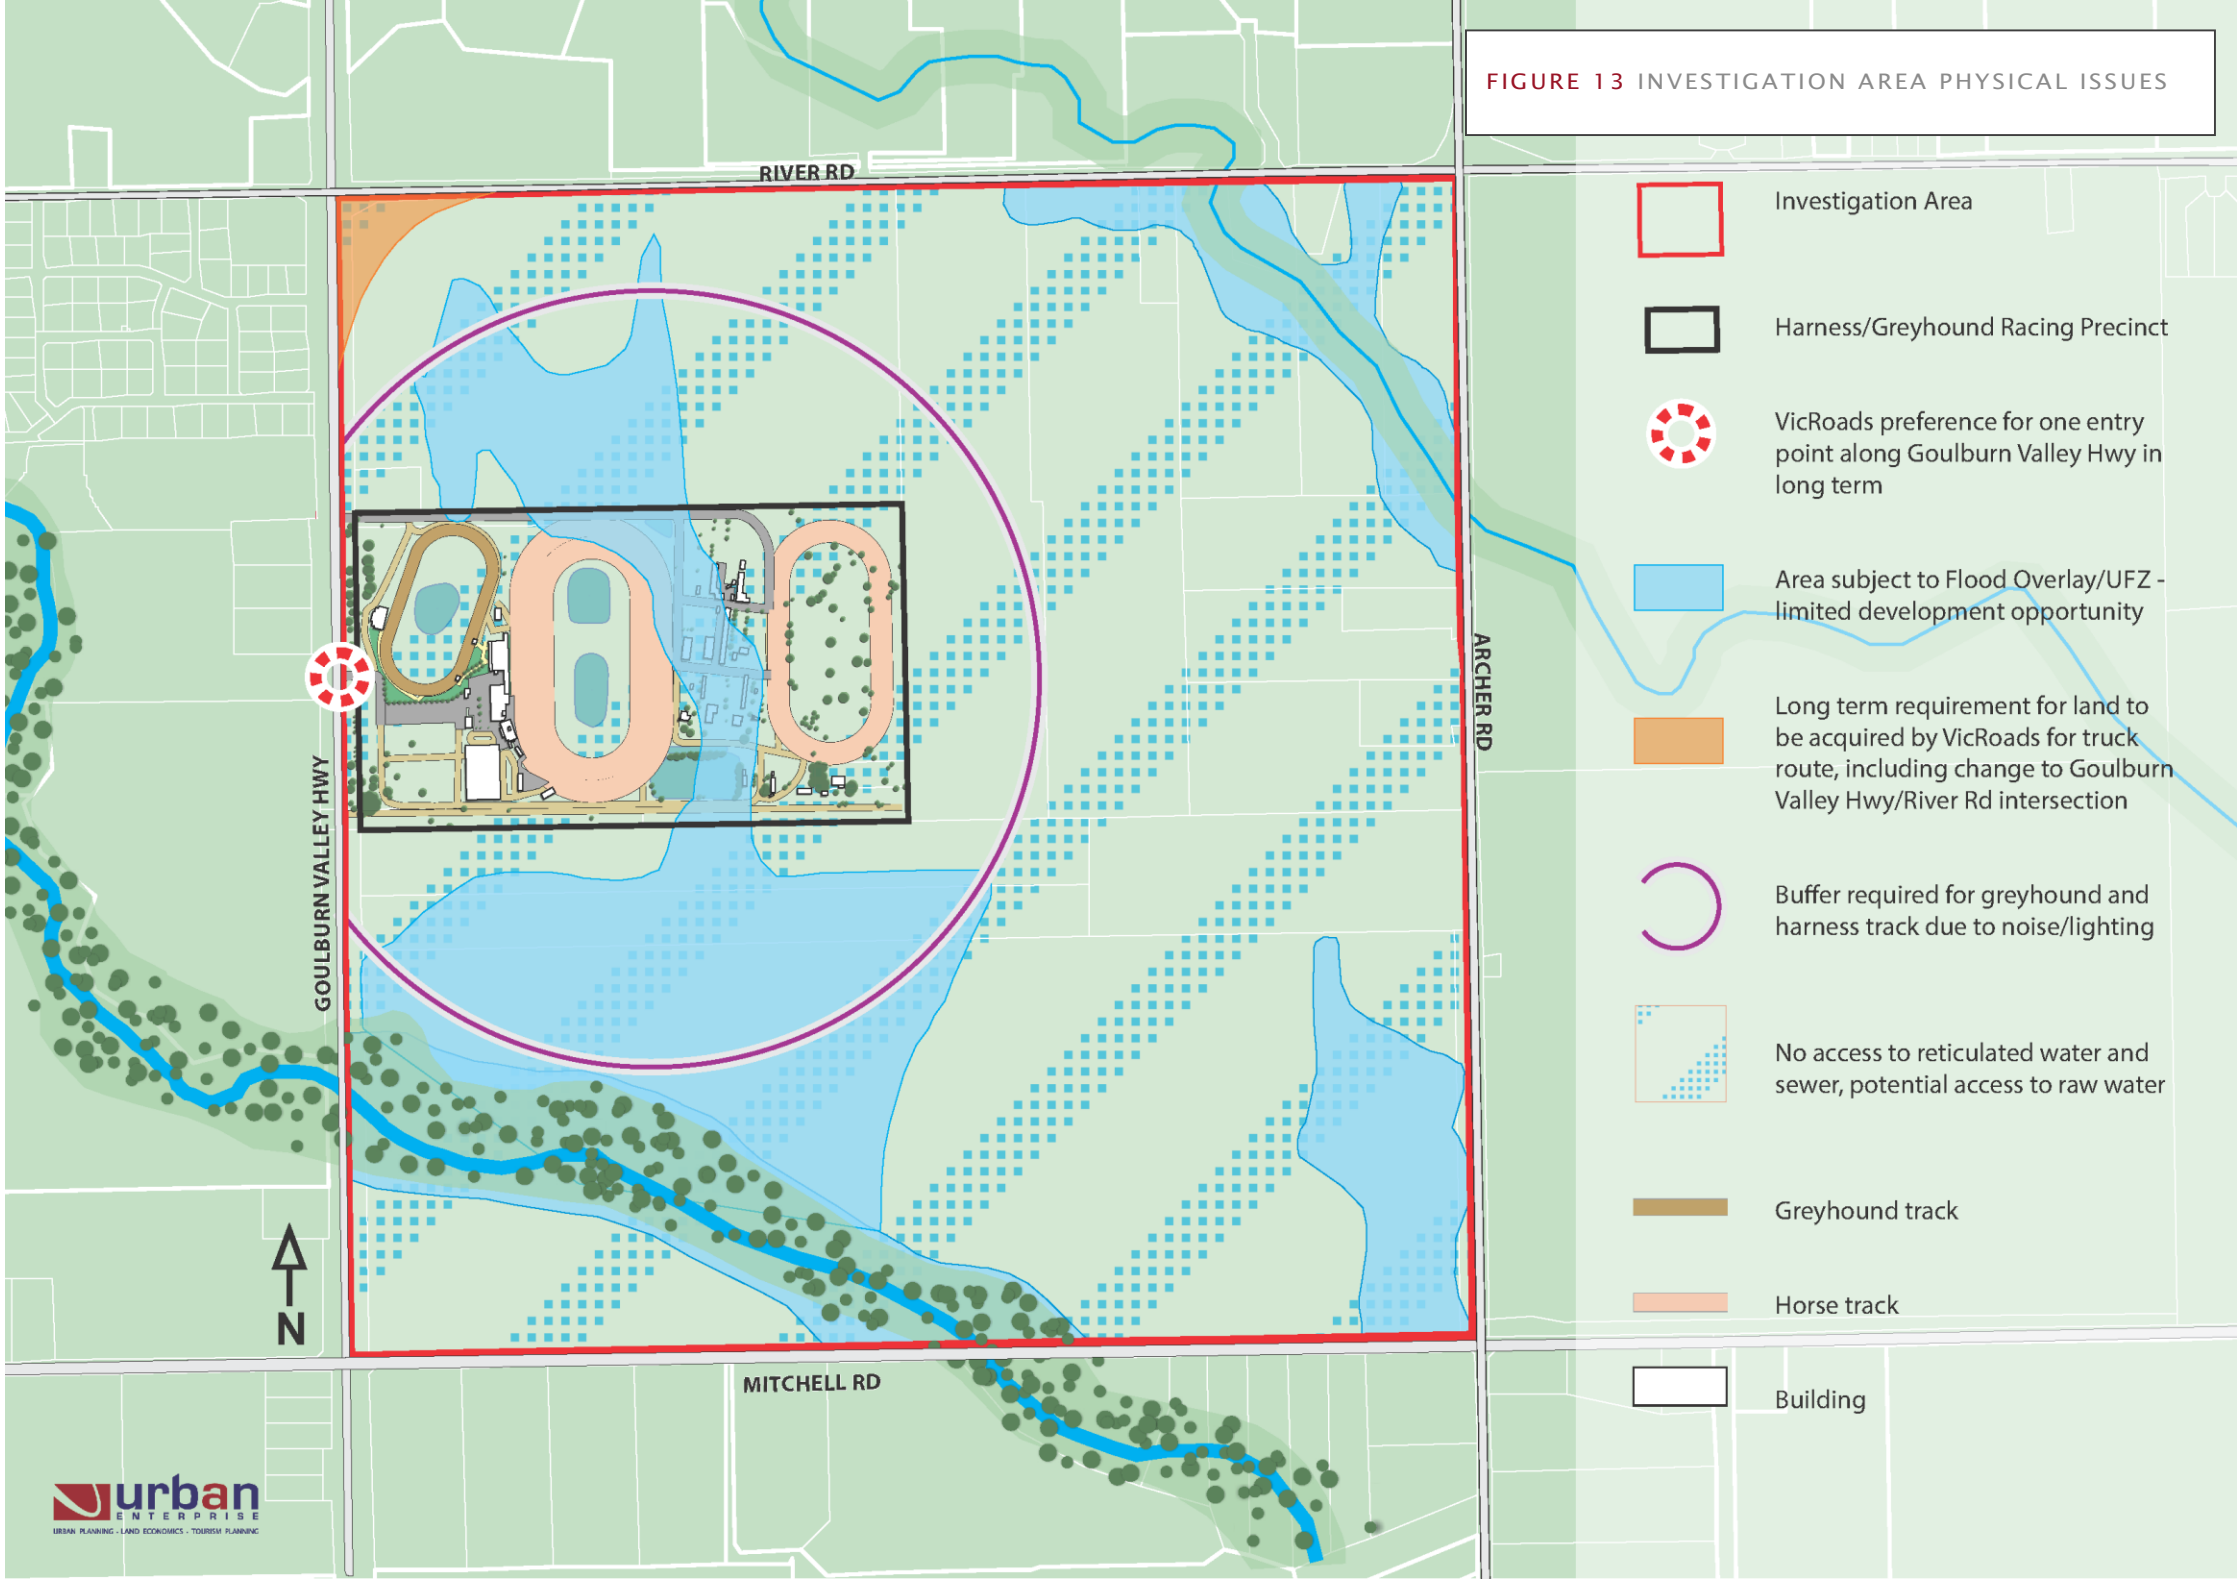 FIGURE 13 INVESTIGATION AREA PHYSICAL ISSUES
RIVER RD
GOULBURN VALLEY HWY
ARCHER RD
MITCHELL RD
N
Investigation Area
Harness/Greyhound Racing Precinct
VicRoads preference for one entry
point along Goulburn Valley Hwy in
long term
Area subject to Flood Overlay/UFZ -
limited development opportunity
Long term requirement for land to
be acquired by VicRoads for truck
route, including change to Goulburn
Valley Hwy/River Rd intersection
Buffer required for greyhound and
harness track due to noise/lighting
No access to reticulated water and
sewer, potential access to raw water
Greyhound track
Horse track
Building
urban
ENTERPRISE
URBAN PLANNING - LAND ECONOMICS - TOURISM PLANNING